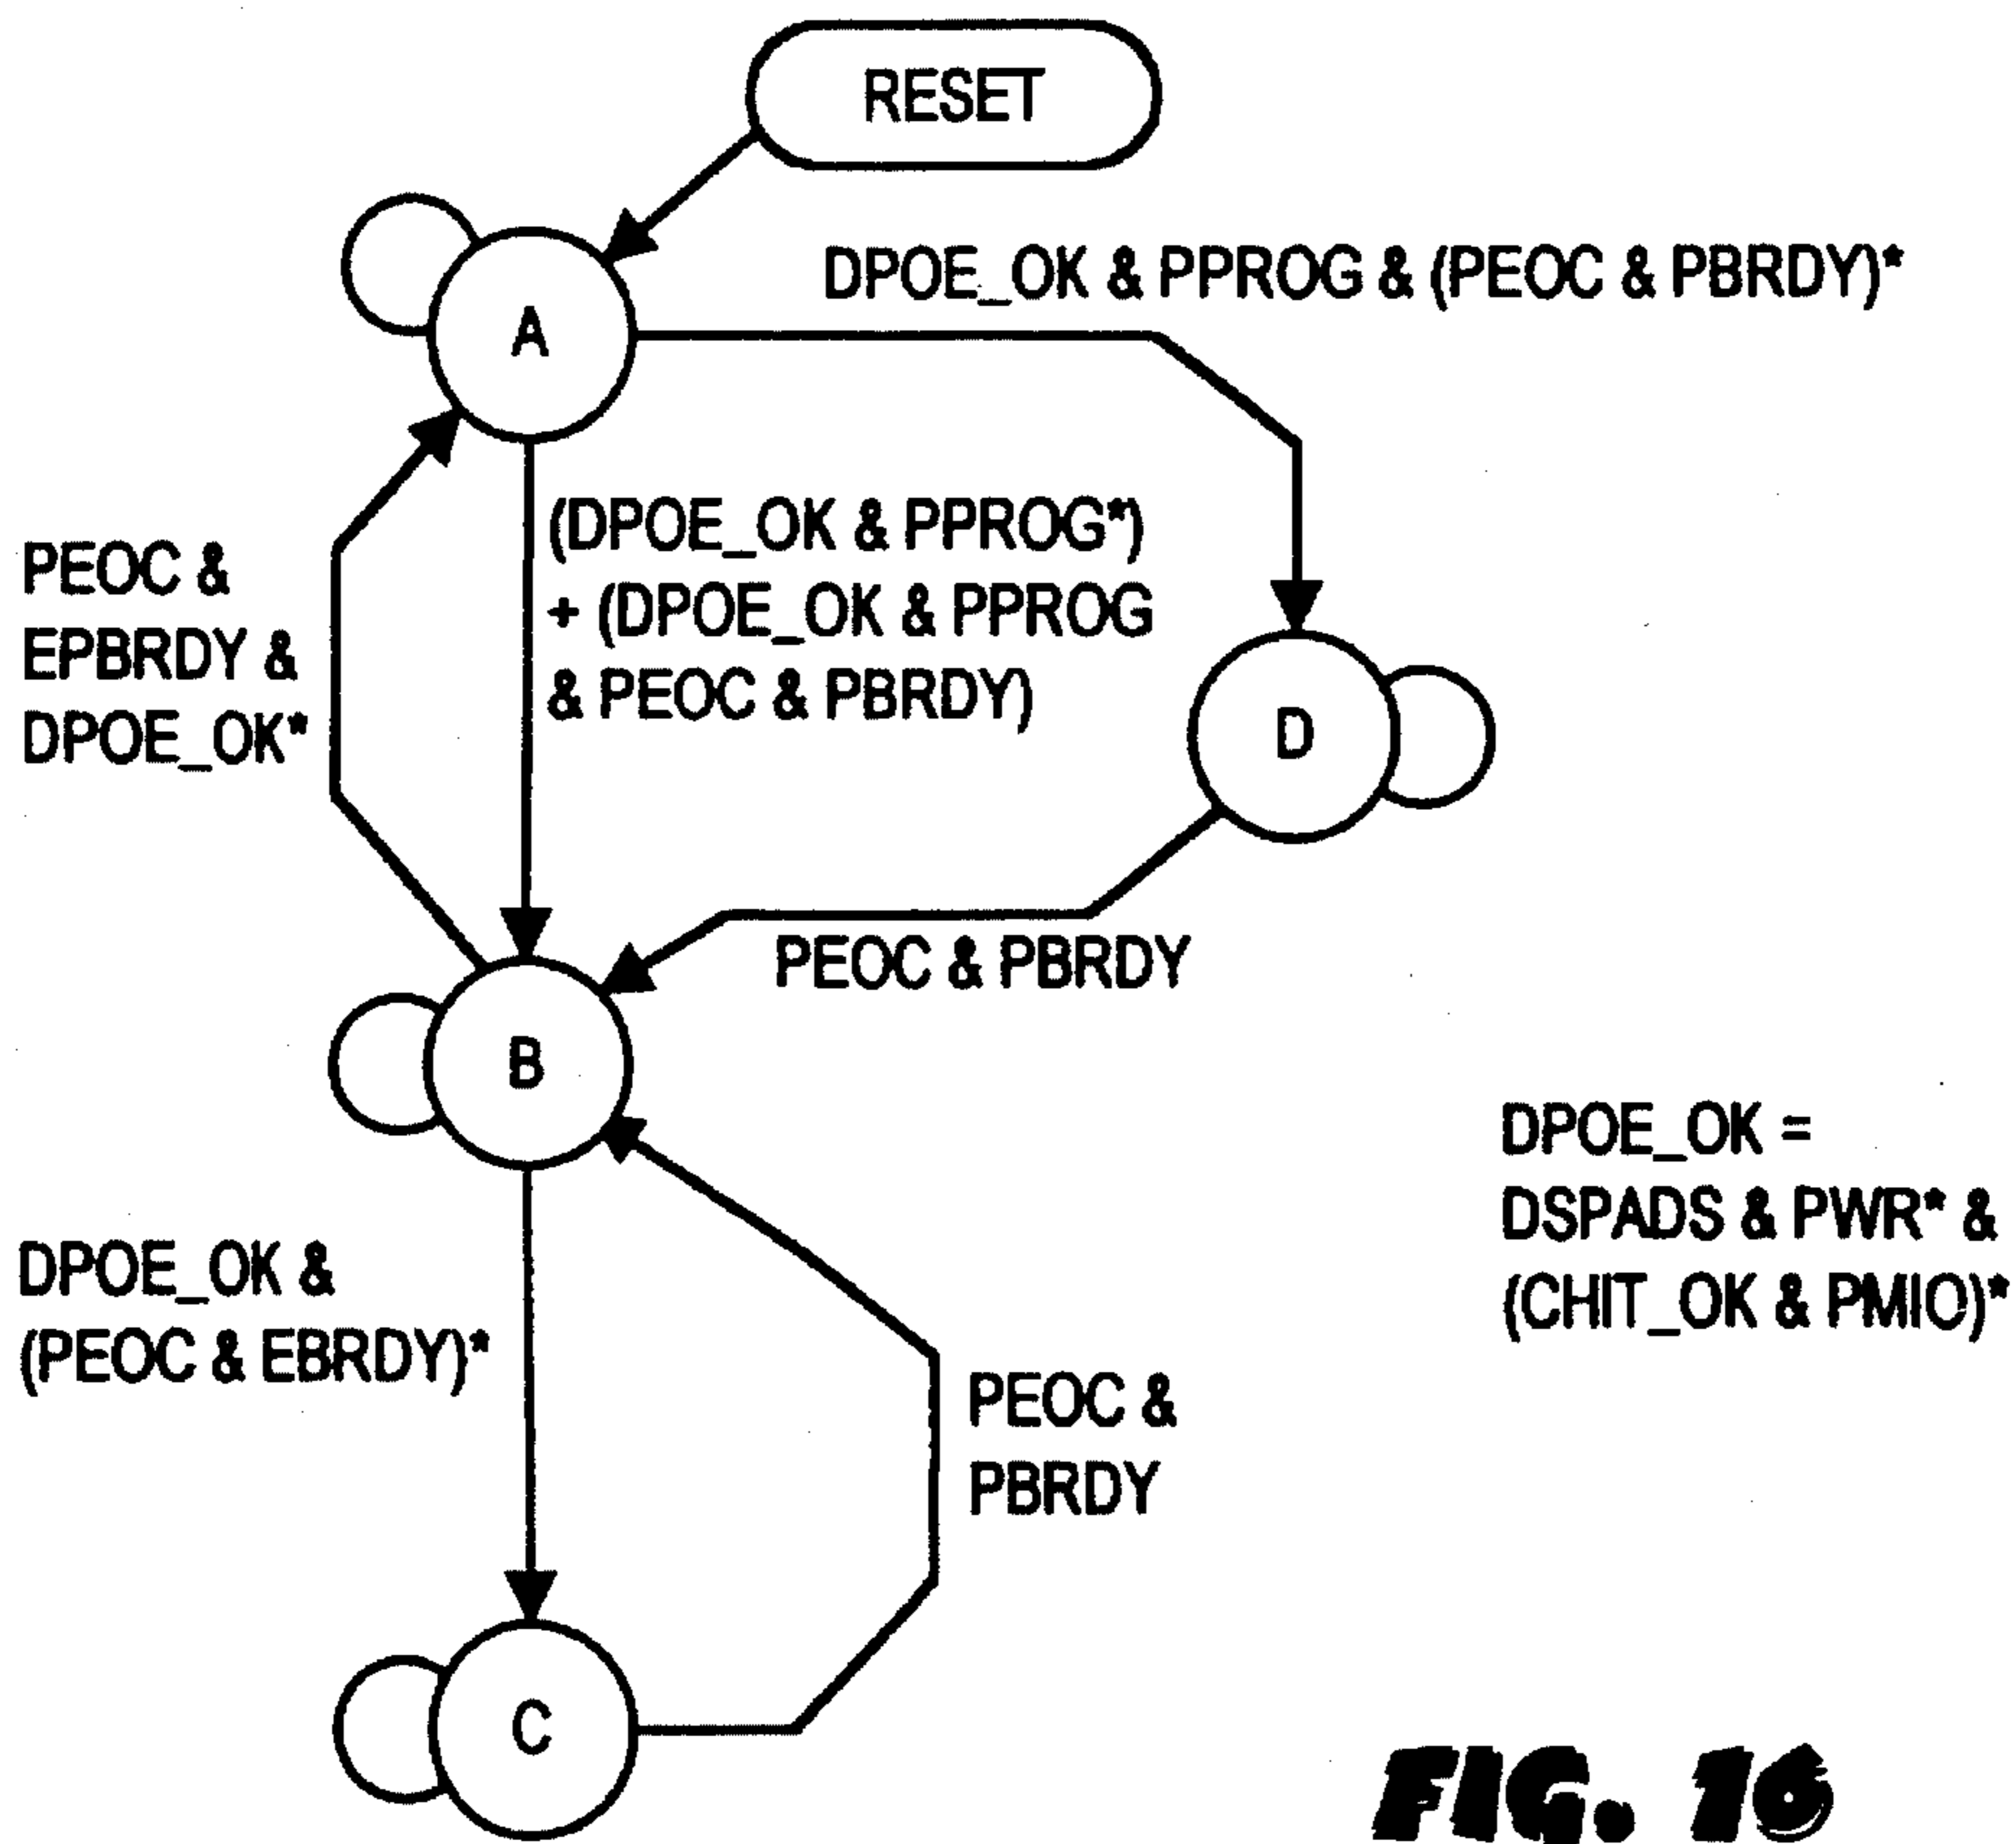 RESET
A
DPOE_OK & PPROG & (PEOC & PBRDY)*
(DPOE_OK & PPROG*)
+ (DPOE_OK & PPROG
& PEOC & PBRDY)
PEOC &
EPBRDY &
DPOE_OK*
D
PEOC & PBRDY
B
DPOE_OK =
DSPADS & PWR* &
(CHIT_OK & PMIO)*
DPOE_OK &
(PEOC & EBRDY)*
PEOC &
PBRDY
C
FIG. 16